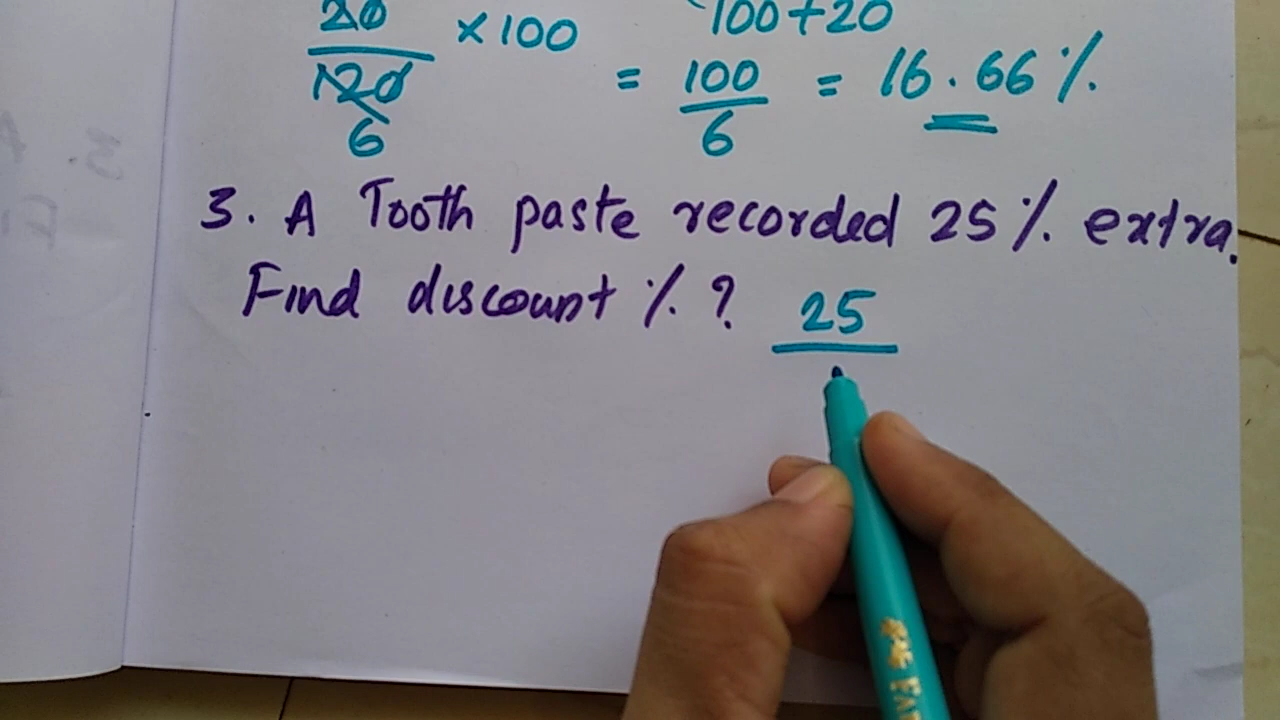 20 × 100 100+20
120 = 100 = 16.66%
6 6
3. A Tooth paste recorded 25% extra.
Find discount %? 25